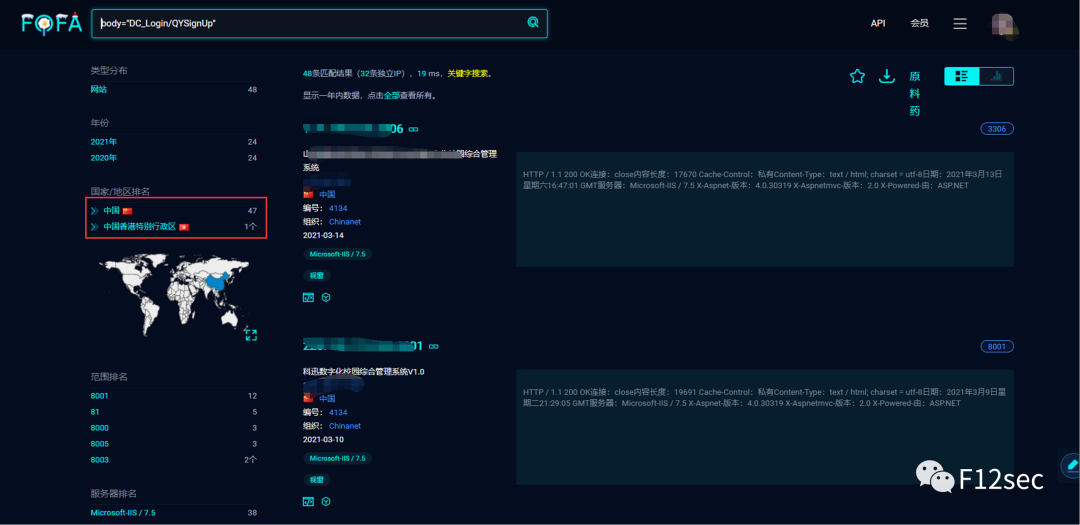 FOFA
body="DC_Login/QYSignUp"
API
会员
类型分布
网站 48
年份
2021年 24
2020年 24
国家/地区排名
中国 47
中国香港特别行政区 1个
范围排名
8001 12
81 5
8000 3
8005 3
8003 2个
服务器排名
Microsoft-IIS / 7.5 38
48条匹配结果（32条独立IP），19 ms，关键字搜索。
显示一年内数据，点击全部查看所有。
原
料
药
06
3306
综合管理
系统
中国
编号： 4134
组织： Chinanet
2021-03-14
Microsoft-IIS / 7.5
视窗
HTTP / 1.1 200 OK连接：close内容长度：17670 Cache-Control：私有Content-Type：text / html; charset = utf-8日期：2021年3月13日
星期六16:47:01 GMT服务器：Microsoft-IIS / 7.5 X-Aspnet-版本：4.0.30319 X-Aspnetmvc-版本：2.0 X-Powered-由：ASP.NET
01
8001
科迅数字化校园综合管理系统V1.0
中国
编号： 4134
组织： Chinanet
2021-03-10
Microsoft-IIS / 7.5
视窗
HTTP / 1.1 200 OK连接：close内容长度：19691 Cache-Control：私有Content-Type：text / html; charset = utf-8日期：2021年3月9日星
期二21:29:05 GMT服务器：Microsoft-IIS / 7.5 X-Aspnet-版本：4.0.30319 X-Aspnetmvc-版本：2.0 X-Powered-由：ASP.NET
F12sec